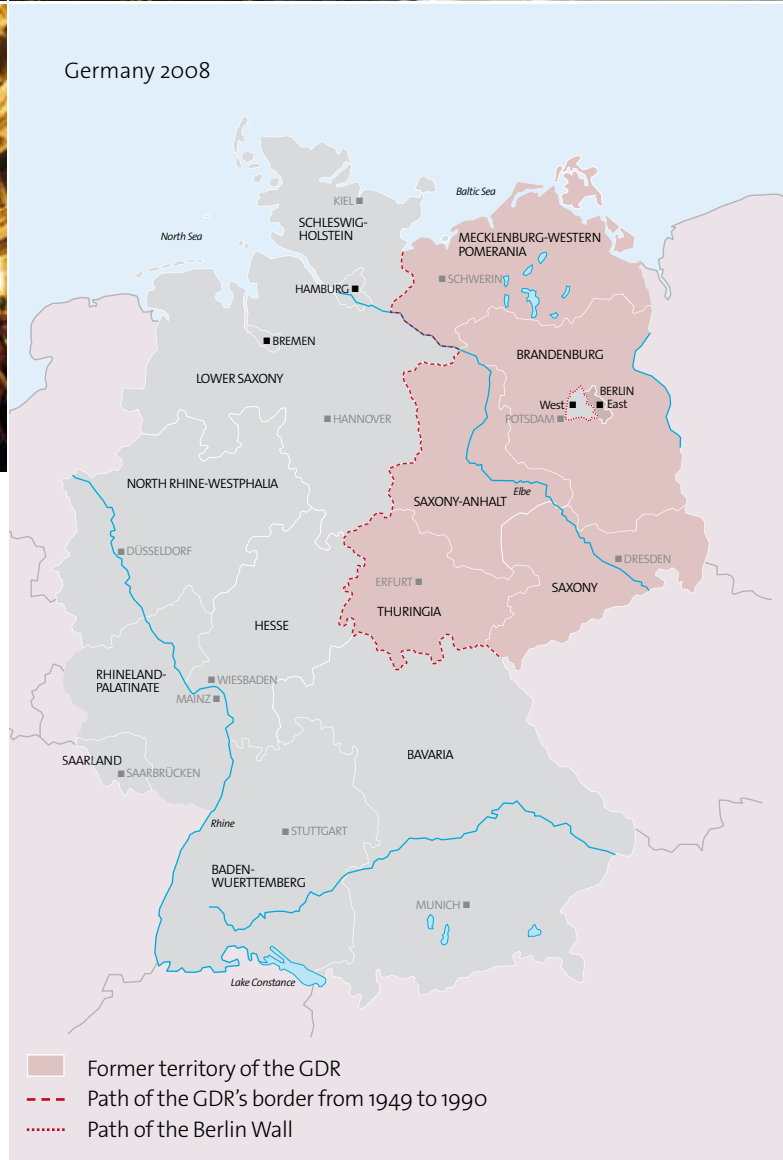 Germany 2008
Baltic Sea
KIEL
SCHLESWIG-
HOLSTEIN
North Sea
MECKLENBURG-WESTERN
POMERANIA
SCHWERIN
HAMBURG
BREMEN
BRANDENBURG
LOWER SAXONY
BERLIN
West
East
HANNOVER
POTSDAM
NORTH RHINE-WESTPHALIA
Elbe
SAXONY-ANHALT
DÜSSELDORF
DRESDEN
ERFURT
SAXONY
THURINGIA
HESSE
RHINELAND-
PALATINATE
WIESBADEN
MAINZ
SAARLAND
SAARBRÜCKEN
BAVARIA
Rhine
STUTTGART
BADEN-
WUERTTEMBERG
MUNICH
Lake Constance
Former territory of the GDR
Path of the GDR's border from 1949 to 1990
Path of the Berlin Wall